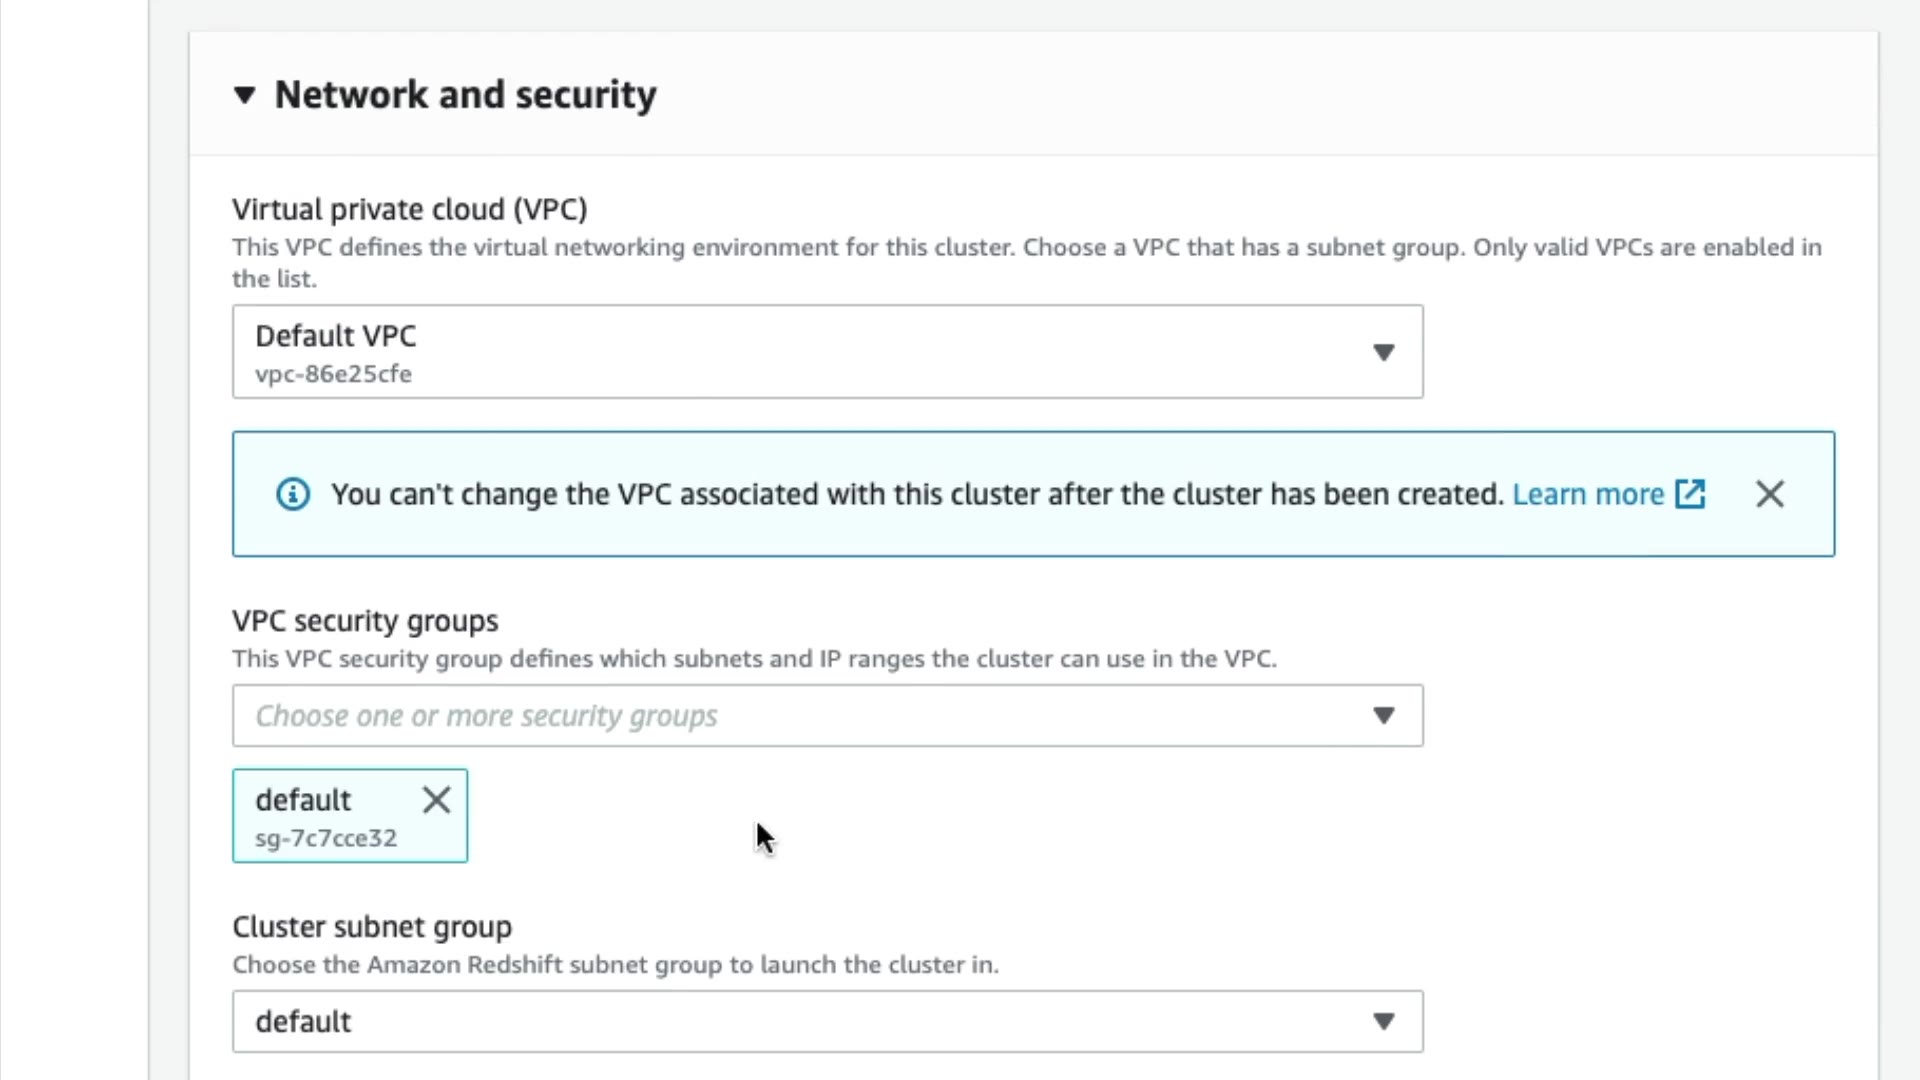 Network and security
Virtual private cloud (VPC)
This VPC defines the virtual networking environment for this cluster. Choose a VPC that has a subnet group. Only valid VPCs are enabled in
the list.
Default VPC
vpc-86e25cfe
You can't change the VPC associated with this cluster after the cluster has been created. Learn more
VPC security groups
This VPC security group defines which subnets and IP ranges the cluster can use in the VPC.
Choose one or more security groups
default
sg-7c7cce32
Cluster subnet group
Choose the Amazon Redshift subnet group to launch the cluster in.
default